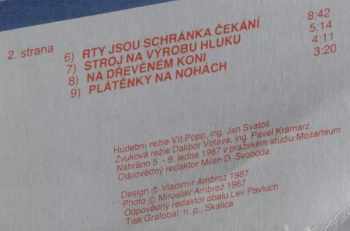 2. strana 6) RTY JSOU SCHRÁNKA ČEKÁNÍ 8:42
7) STROJ NA VÝROBU HLUKU 5:14
8) NA DŘEVĚNÉM KONI 4:11
9) PLÁTĚNKY NA NOHÁCH 3:20
Hudební režie Vít Popp, ing. Jan Svatoš
Zvuková režie Dalibor Votava, ing. Pavel Krámarz
Nahráno 5. - 8. ledna 1987 v pražském studiu Mozarteum
Odpovědný redaktor Milan D. Svoboda
Design © Vladimír Ambrož 1987
Photo © Miroslav Ambrož 1987
Odpovědný redaktor obalu Lev Pavluch
Tisk Grafobal, n. p., Skalica